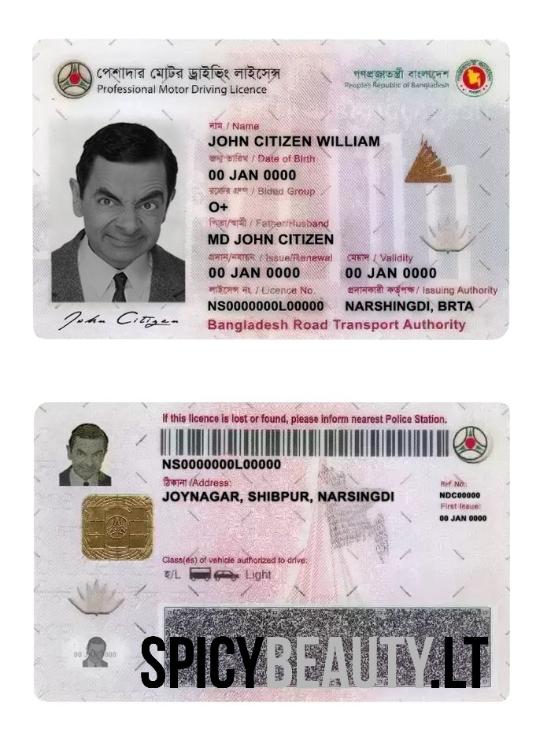 পেশাদার মোটর ড্রাইভিং লাইসেন্স
Professional Motor Driving Licence
গণপ্রজাতন্ত্রী বাংলাদেশ
People's Republic of Bangladesh
নাম / Name
JOHN CITIZEN WILLIAM
জন্ম তারিখ / Date of Birth
00 JAN 0000
রক্তের গ্রুপ / Blood Group
O+
পিতা/স্বামী / Father/Husband
MD JOHN CITIZEN
প্রদান/নবায়ন / Issue/Renewal মেয়াদ / Validity
00 JAN 0000 00 JAN 0000
লাইসেন্স নং / Licence No. প্রদানকারী কর্তৃপক্ষ / Issuing Authority
NS0000000L00000 NARSHINGDI, BRTA
John Citizen
Bangladesh Road Transport Authority
If this licence is lost or found, please inform nearest Police Station.
NS0000000L00000
ঠিকানা /Address:
JOYNAGAR, SHIBPUR, NARSINGDI
Ref. No.:
NDC00000
First Issue:
00 JAN 0000
Class(es) of vehicle authorized to drive:
হ/L Light
SPICYBEAUTY.LT